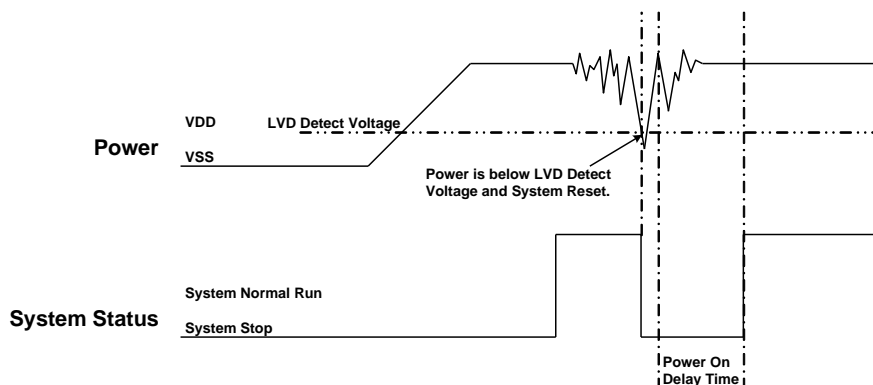 VDD
LVD Detect Voltage
Power
VSS
Power is below LVD Detect
Voltage and System Reset.
System Normal Run
System Status
System Stop
Power On
Delay Time